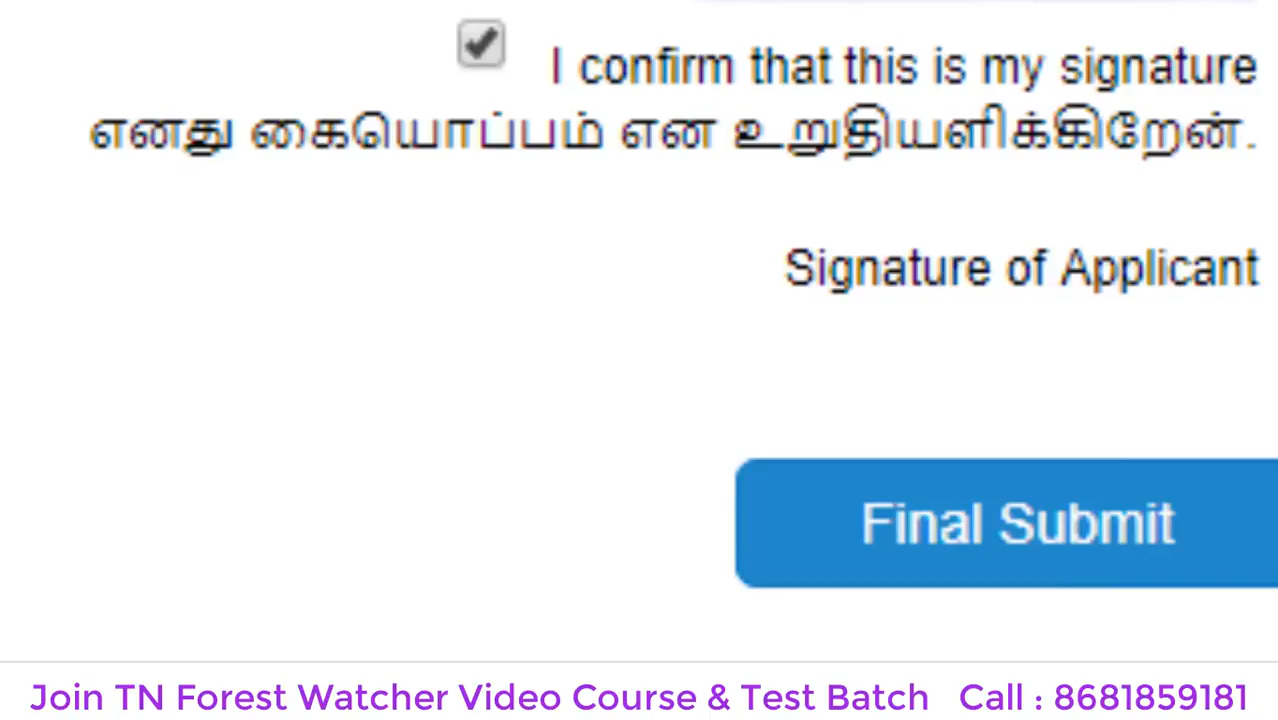 I confirm that this is my signature
எனது கையொப்பம் என உறுதியளிக்கிறேன்.
Signature of Applicant
Final Submit
Join TN Forest Watcher Video Course & Test Batch Call : 8681859181